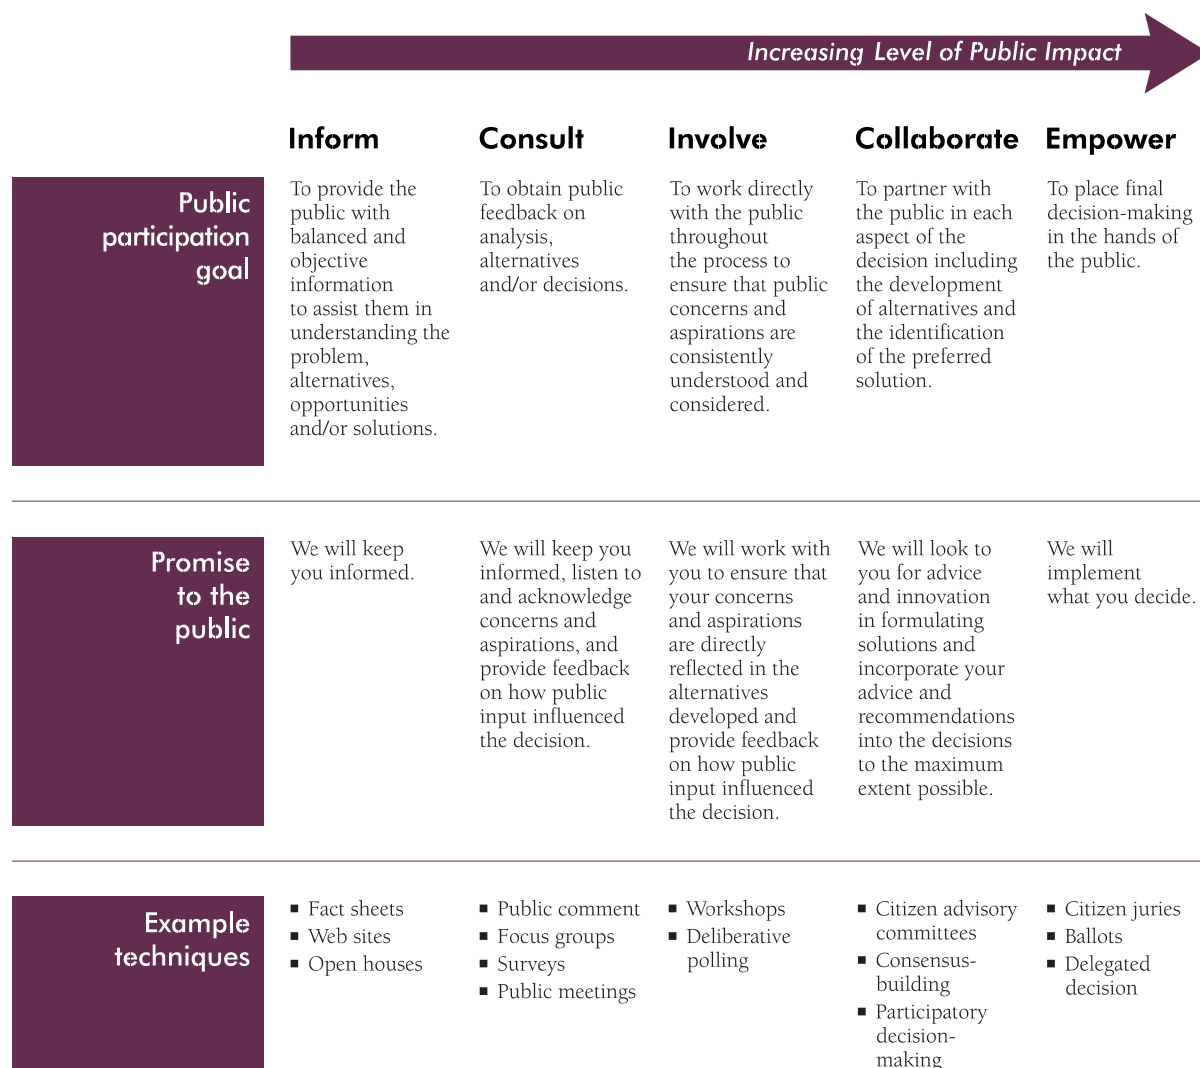 Increasing Level of Public Impact
Inform
Consult
Involve
Collaborate
Empower
Public
participation
goal
To provide the
public with
balanced and
objective
information
to assist them in
understanding the
problem,
alternatives,
opportunities
and/or solutions.
To obtain public
feedback on
analysis,
alternatives
and/or decisions.
To work directly
with the public
throughout
the process to
ensure that public
concerns and
aspirations are
consistently
understood and
considered.
To partner with
the public in each
aspect of the
decision including
the development
of alternatives and
the identification
of the preferred
solution.
To place final
decision-making
in the hands of
the public.
Promise
to the
public
We will keep
you informed.
We will keep you
informed, listen to
and acknowledge
concerns and
aspirations, and
provide feedback
on how public
input influenced
the decision.
We will work with
you to ensure that
your concerns
and aspirations
are directly
reflected in the
alternatives
developed and
provide feedback
on how public
input influenced
the decision.
We will look to
you for advice
and innovation
in formulating
solutions and
incorporate your
advice and
recommendations
into the decisions
to the maximum
extent possible.
We will
implement
what you decide.
Example
techniques
▪ Fact sheets
▪ Web sites
▪ Open houses
▪ Public comment
▪ Focus groups
▪ Surveys
▪ Public meetings
▪ Workshops
▪ Deliberative
polling
▪ Citizen advisory
committees
▪ Consensus-
building
▪ Participatory
decision-
making
▪ Citizen juries
▪ Ballots
▪ Delegated
decision